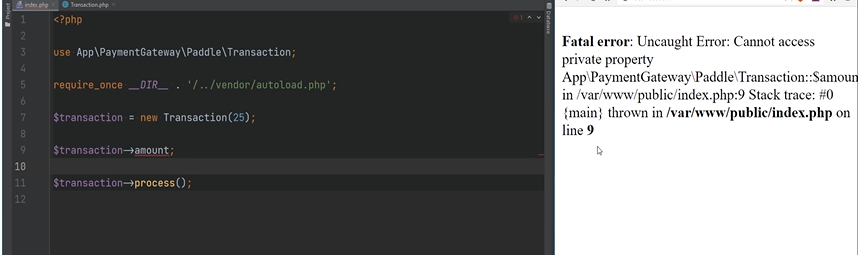 Project
index.php
Transaction.php
1
1 <?php
2
3 use App\PaymentGateway\Paddle\Transaction;
4
5 require_once __DIR__ . '/../vendor/autoload.php';
6
7 $transaction = new Transaction(25);
8
9 $transaction->amount;
10
11 $transaction->process();
12
Database
Fatal error: Uncaught Error: Cannot access
private property
App\PaymentGateway\Paddle\Transaction::$amoun
in /var/www/public/index.php:9 Stack trace: #0
{main} thrown in /var/www/public/index.php on
line 9